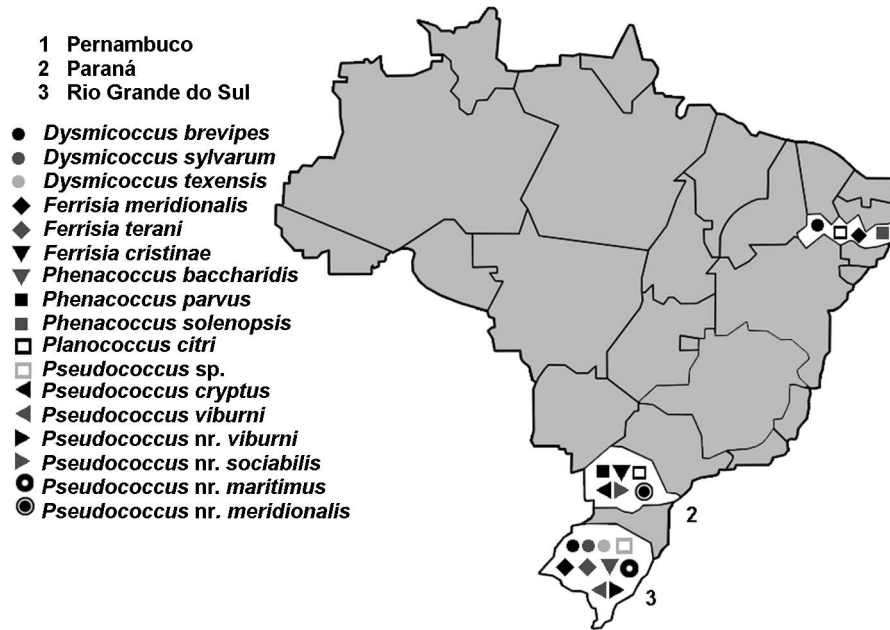 1 Pernambuco
2 Paraná
3 Rio Grande do Sul
Dysmicoccus brevipes
Dysmicoccus sylvarum
Dysmicoccus texensis
Ferrisia meridionalis
Ferrisia terani
Ferrisia cristinae
Phenacoccus baccharidis
Phenacoccus parvus
Phenacoccus solenopsis
Planococcus citri
Pseudococcus sp.
Pseudococcus cryptus
Pseudococcus viburni
Pseudococcus nr. viburni
Pseudococcus nr. sociabilis
Pseudococcus nr. maritimus
Pseudococcus nr. meridionalis
2
3